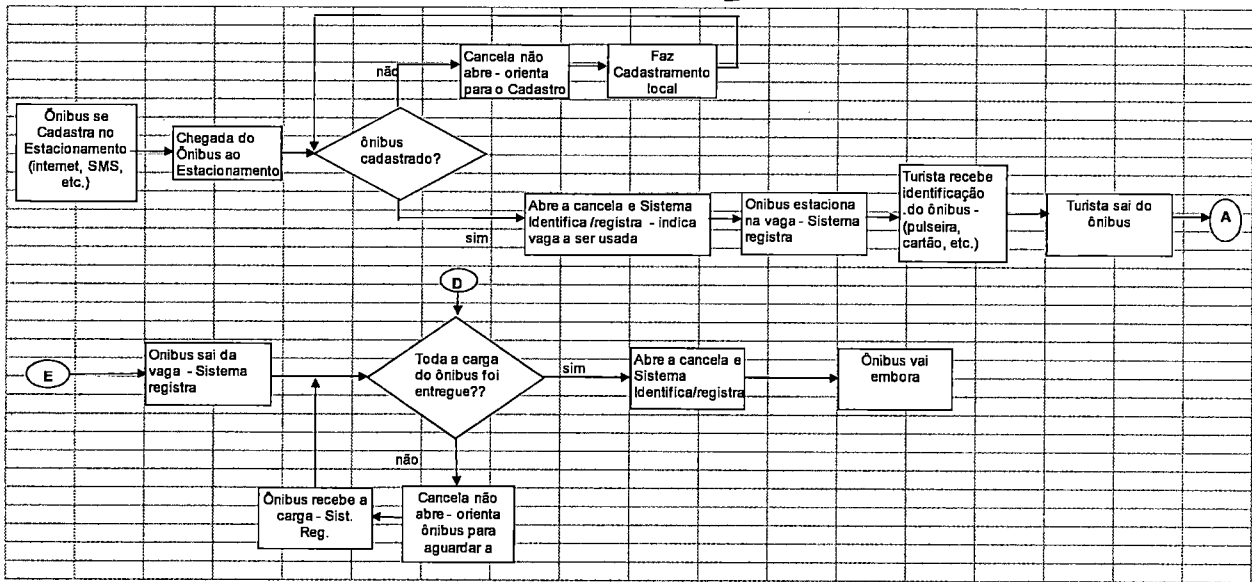 não
Cancela não
abre - orienta
para o Cadastro
Faz
Cadastramento
local
Ônibus se
Cadastra no
Estacionamento
(internet, SMS,
etc.)
Chegada do
Ônibus ao
Estacionamento
ônibus
cadastrado?
sim
Abre a cancela e Sistema
Identifica/registra - indica
vaga a ser usada
Onibus estaciona
na vaga - Sistema
registra
Turista recebe
identificação
.do ônibus -
(pulseira,
cartão, etc.)
Turista sai do
ônibus
A
D
E
Onibus sai da
vaga - Sistema
registra
Toda a carga
do ônibus foi
entregue??
sim
Abre a cancela e
Sistema
Identifica/registra
Ônibus vai
embora
não
Ônibus recebe a
carga - Sist.
Reg.
Cancela não
abre - orienta
ônibus para
aguardar a